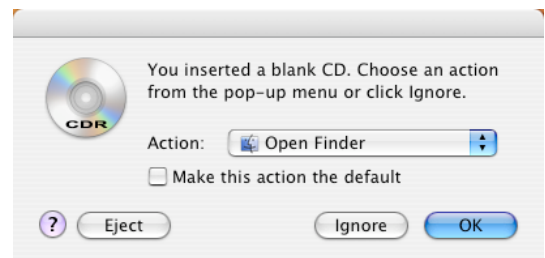 You inserted a blank CD. Choose an action
from the pop-up menu or click Ignore.
CDR
Action: Open Finder
Make this action the default
? Eject Ignore OK